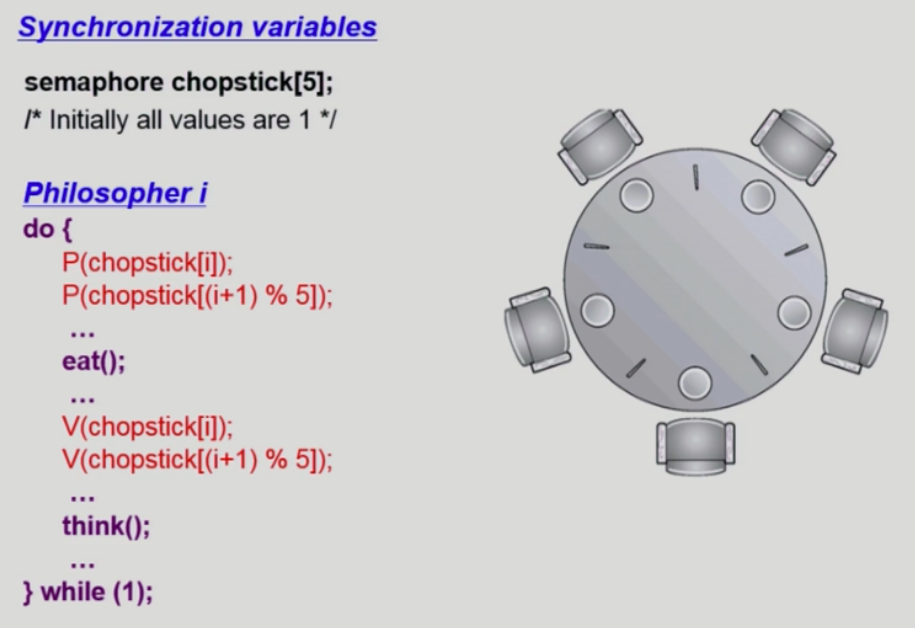 Synchronization variables
semaphore chopstick[5];
/* Initially all values are 1 */
Philosopher i
do {
P(chopstick[i]);
P(chopstick[(i+1) % 5]);
...
eat();
...
V(chopstick[i]);
V(chopstick[(i+1) % 5]);
...
think();
...
} while (1);